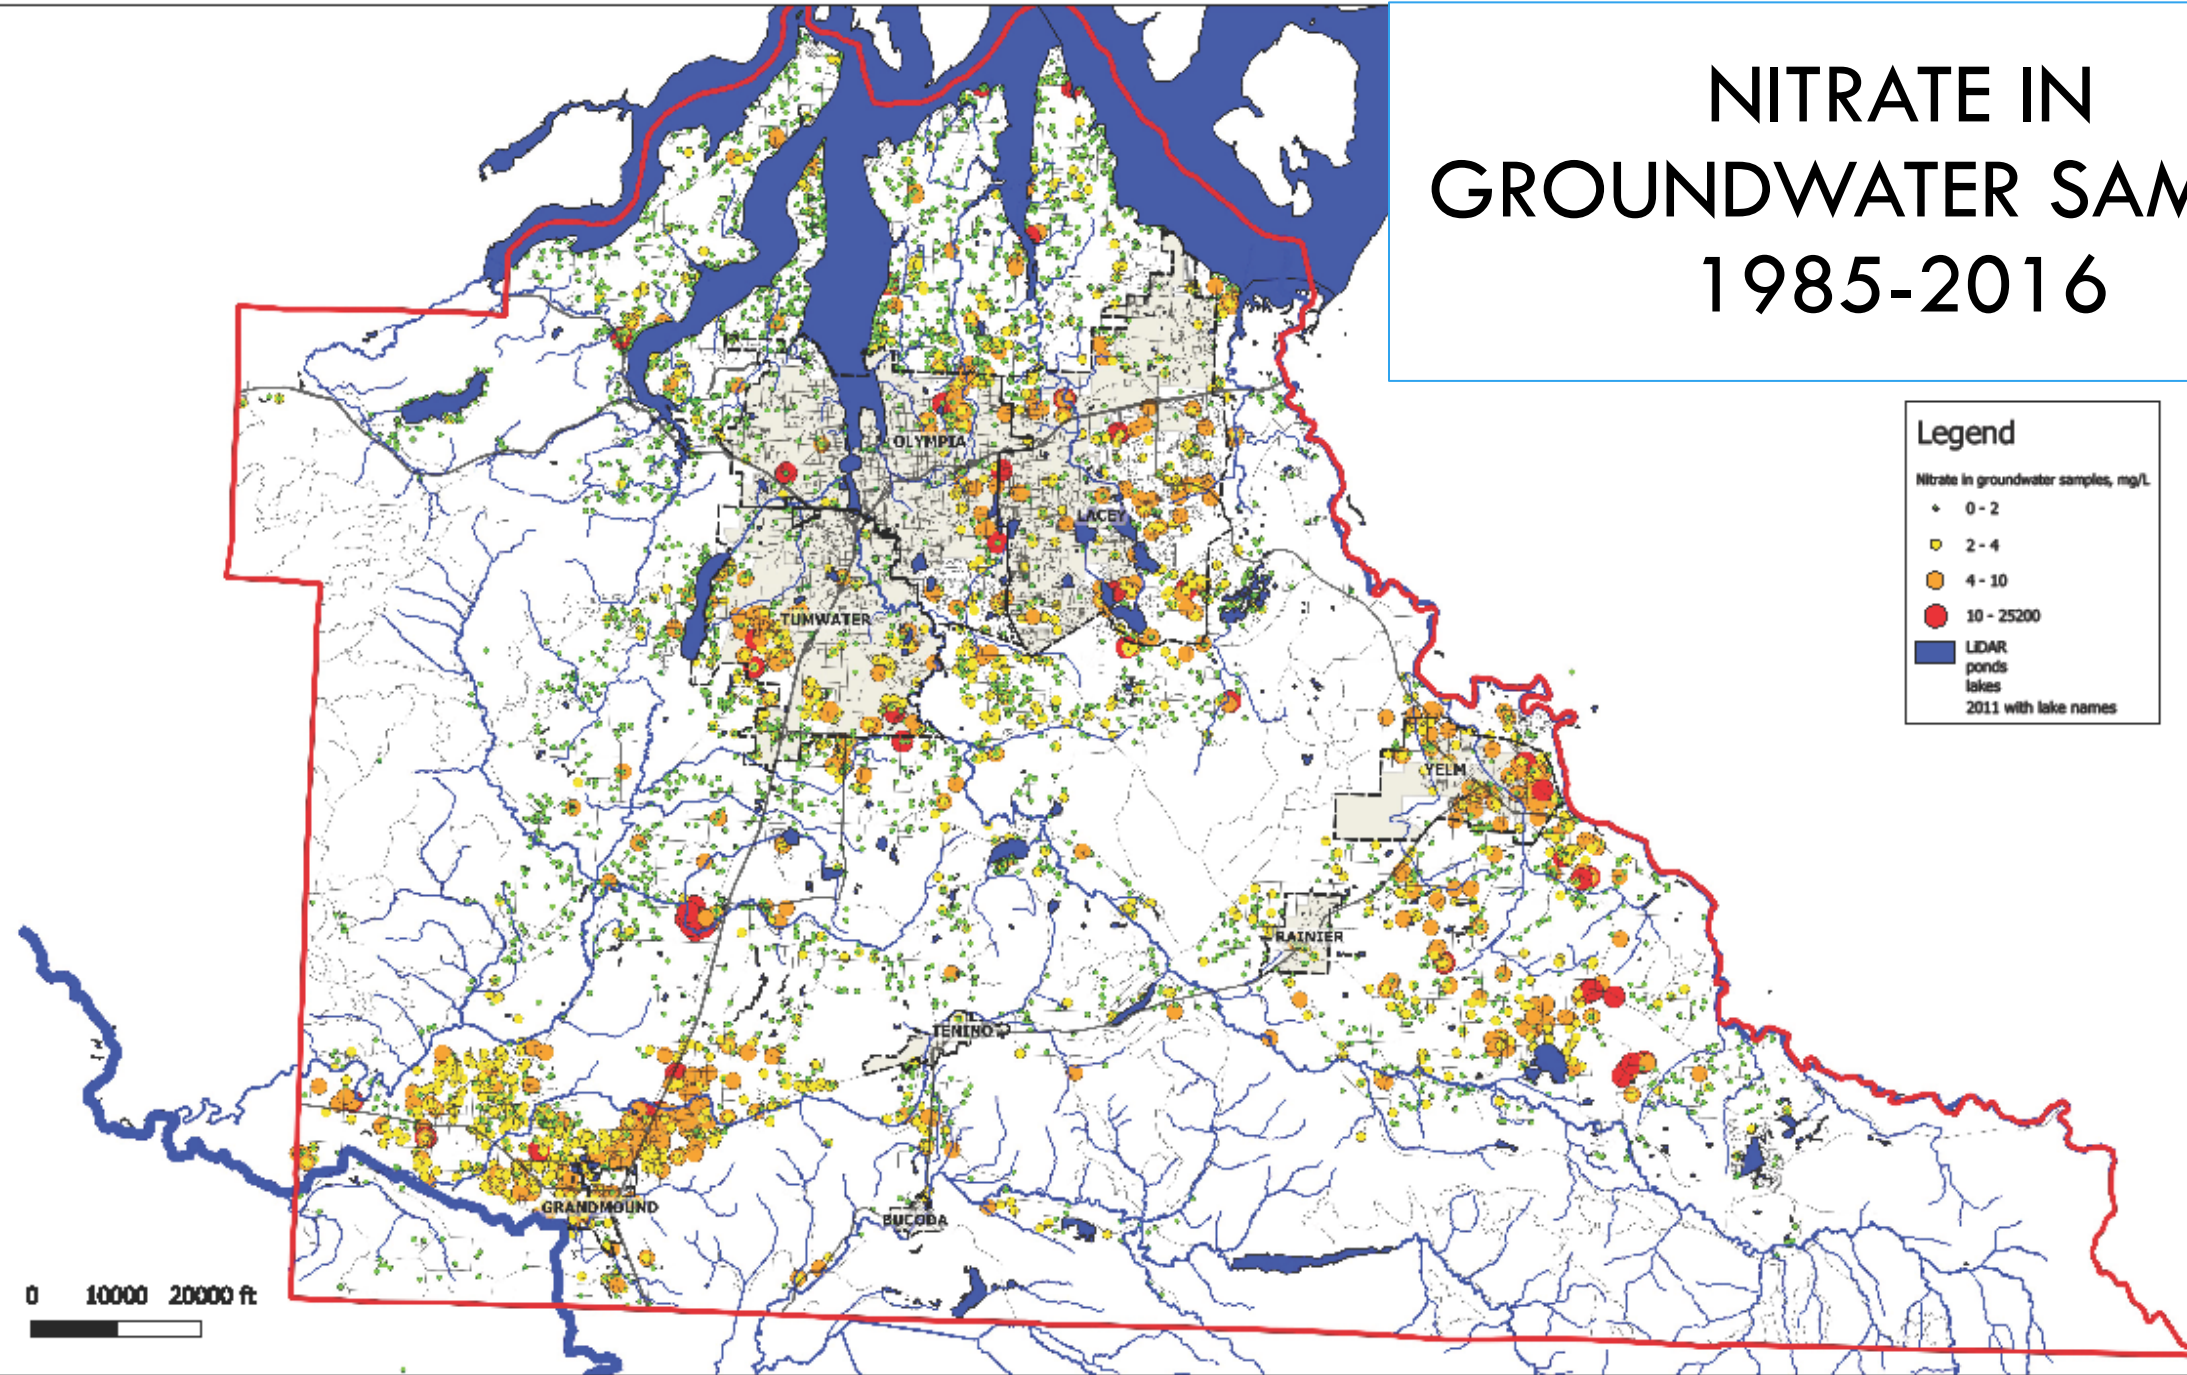 NITRATE IN
GROUNDWATER SAM
1985-2016
Legend
Nitrate in groundwater samples, mg/L
0 - 2
2 - 4
4 - 10
10 - 25200
LiDAR
ponds
lakes
2011 with lake names
OLYMPIA
LACEY
TUMWATER
YELM
RAINIER
TENINO
GRANDMOUND
BUCODA
0 10000 20000 ft